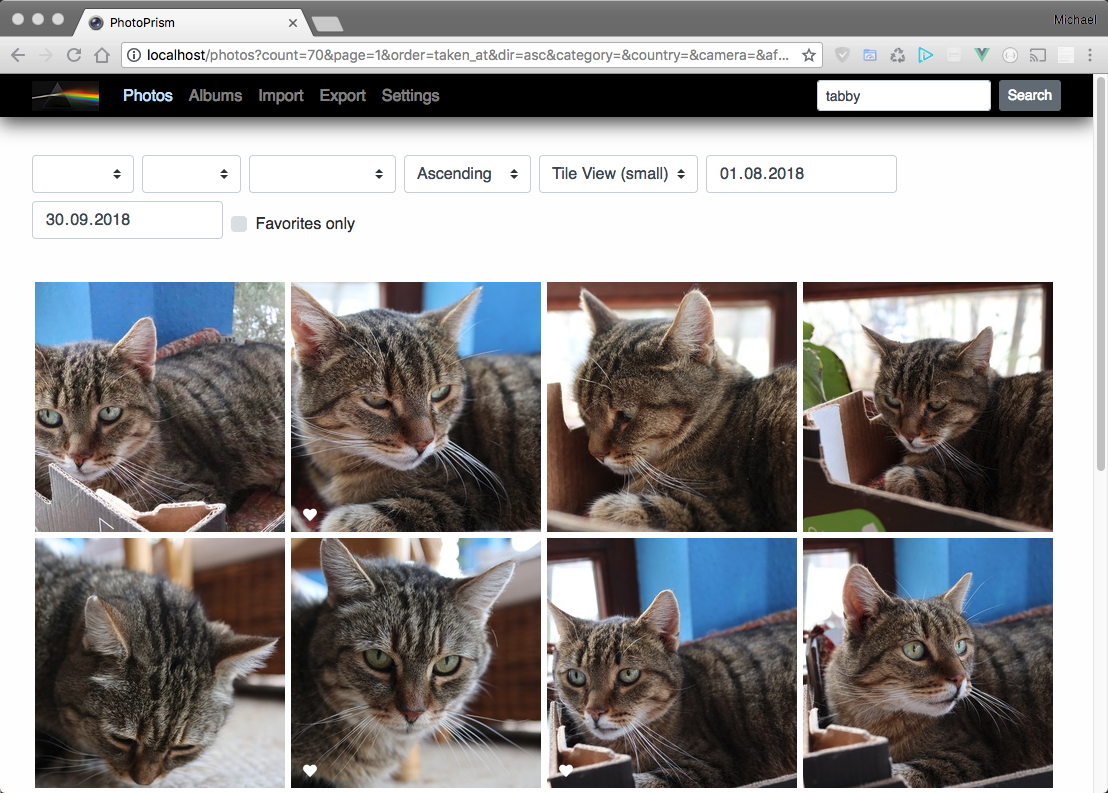 PhotoPrism
Michael
localhost/photos?count=70&page=1&order=taken_at&dir=asc&category=&country=&camera=&af...
Photos Albums Import Export Settings tabby Search
Ascending Tile View (small) 01.08.2018
30.09.2018 Favorites only